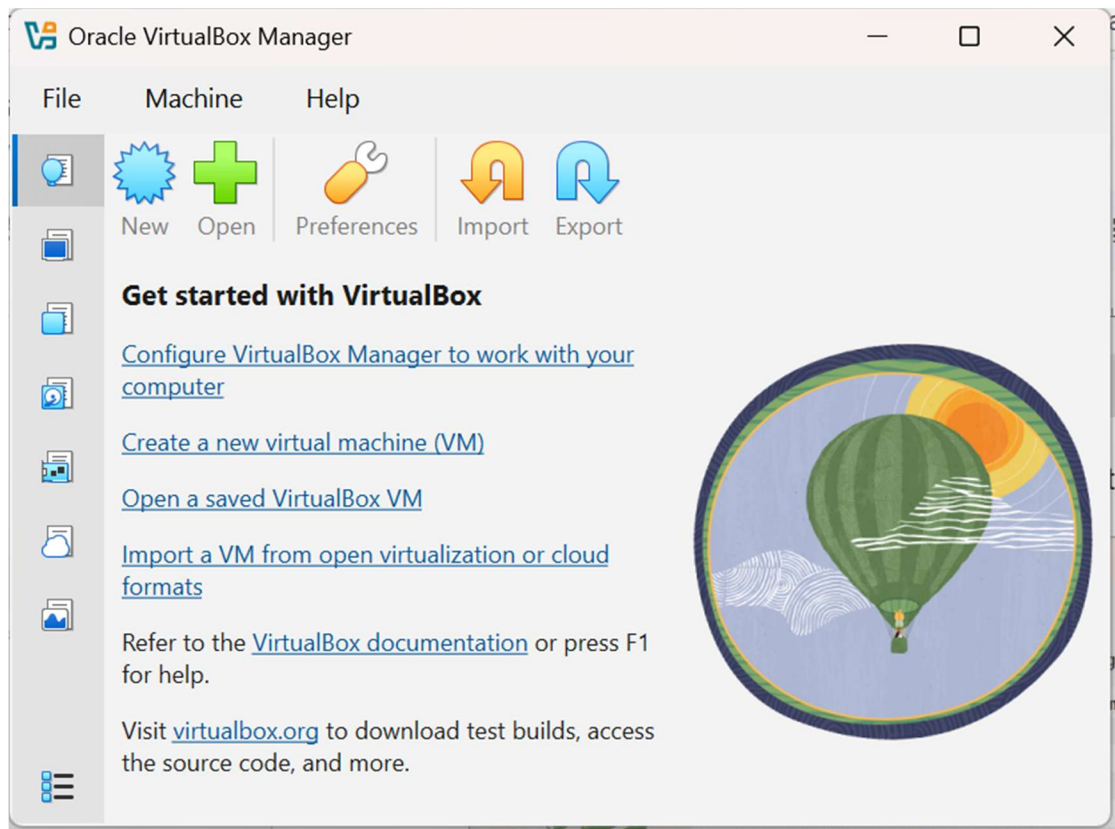 Oracle VirtualBox Manager
File Machine Help
New Open Preferences Import Export
Get started with VirtualBox
Configure VirtualBox Manager to work with your
computer
Create a new virtual machine (VM)
Open a saved VirtualBox VM
Import a VM from open virtualization or cloud
formats
Refer to the VirtualBox documentation or press F1
for help.
Visit virtualbox.org to download test builds, access
the source code, and more.